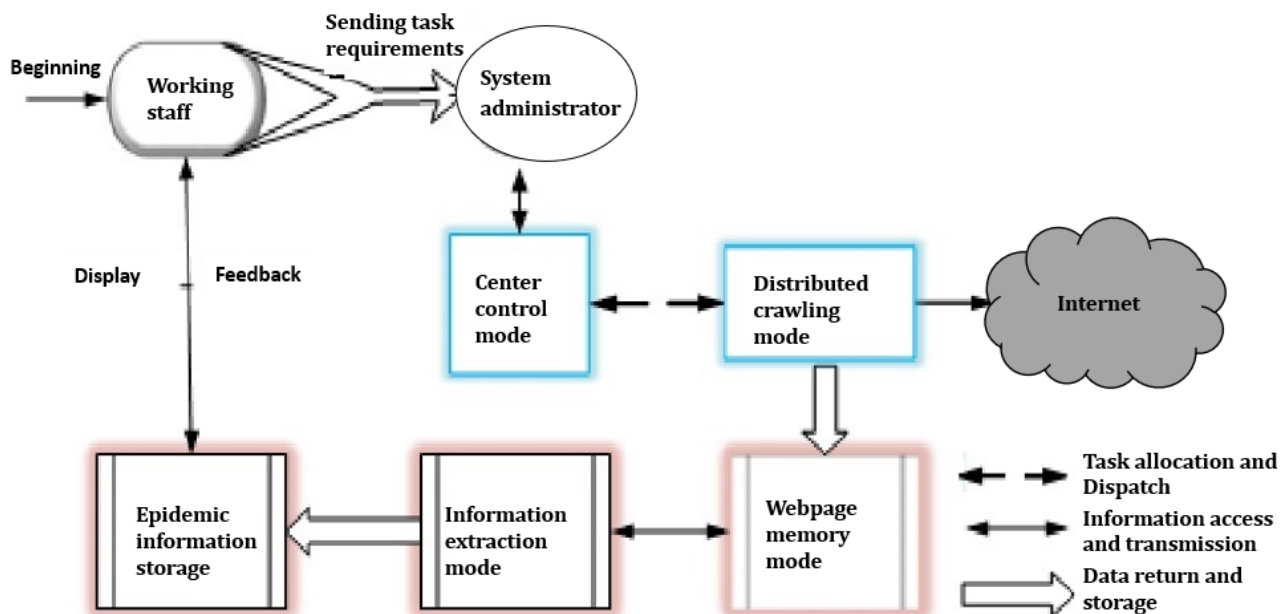 Sending task
requirements
Beginning
Working
staff
System
administrator
Display
Feedback
Center
control
mode
Distributed
crawling
mode
Internet
Epidemic
information
storage
Information
extraction
mode
Webpage
memory
mode
Task allocation and
Dispatch
Information access
and transmission
Data return and
storage